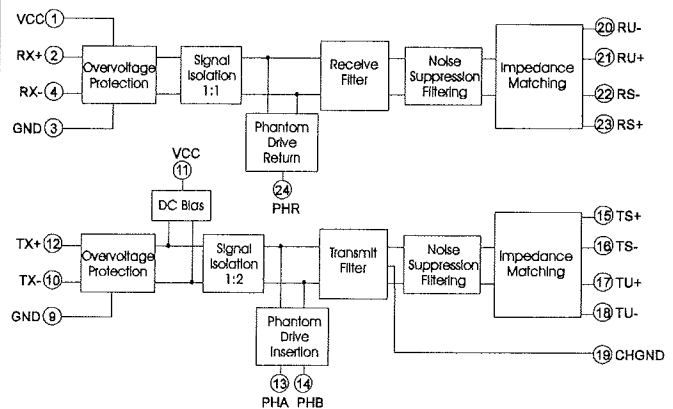 VCC 1
RX+ 2
RX- 4
GND 3
Overvoltage
Protection
Signal
Isolation
1:1
Phantom
Drive
Return
24
PHR
Receive
Filter
Noise
Suppression
Filtering
Impedance
Matching
20 RU-
21 RU+
22 RS-
23 RS+
VCC
11
DC Bias
TX+ 12
TX- 10
GND 9
Overvoltage
Protection
Signal
Isolation
1:2
Phantom
Drive
Insertion
13 14
PHA PHB
Transmit
Filter
Noise
Suppression
Filtering
Impedance
Matching
15 TS+
16 TS-
17 TU+
18 TU-
19 CHGND